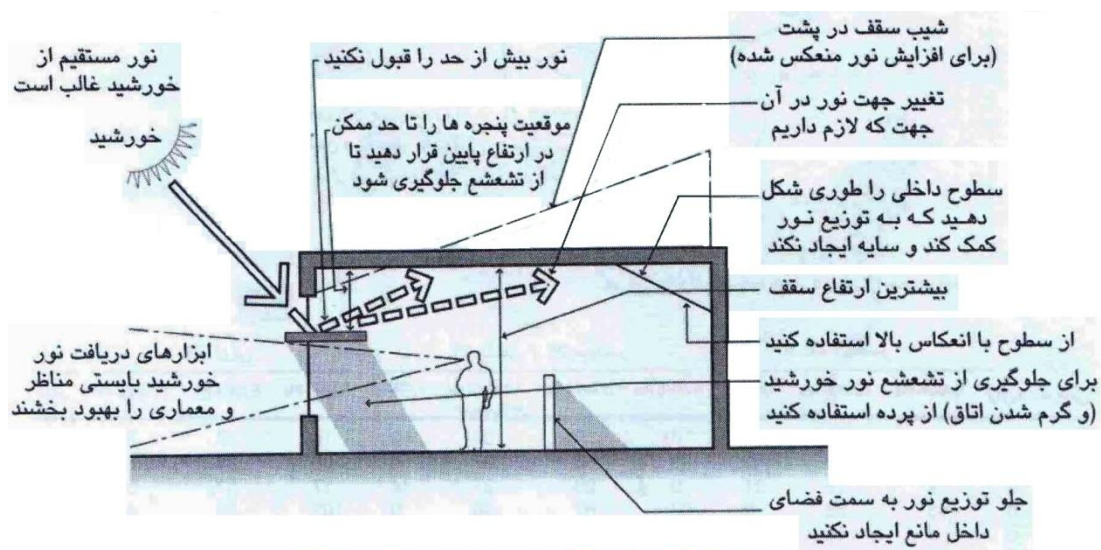 نور مستقیم از
خورشید غالب است
خورشید
نور بیش از حد را قبول نکنید
موقعیت پنجره ها را تا حد ممکن
در ارتفاع پایین قرار دهید تا
از تشعشع جلوگیری شود
شیب سقف در پشت
(برای افزایش نور منعکس شده)
تغییر جهت نور در آن
جهت که لازم داریم
سطوح داخلی را طوری شکل
دهید که به توزیع نور
کمک کند و سایه ایجاد نکند
بیشترین ارتفاع سقف
از سطوح با انعکاس بالا استفاده کنید
برای جلوگیری از تشعشع نور خورشید
(و گرم شدن اتاق) از پرده استفاده کنید
جلو توزیع نور به سمت فضای
داخل مانع ایجاد نکنید
ابزارهای دریافت نور
خورشید بایستی مناظر
و معماری را بهبود بخشند